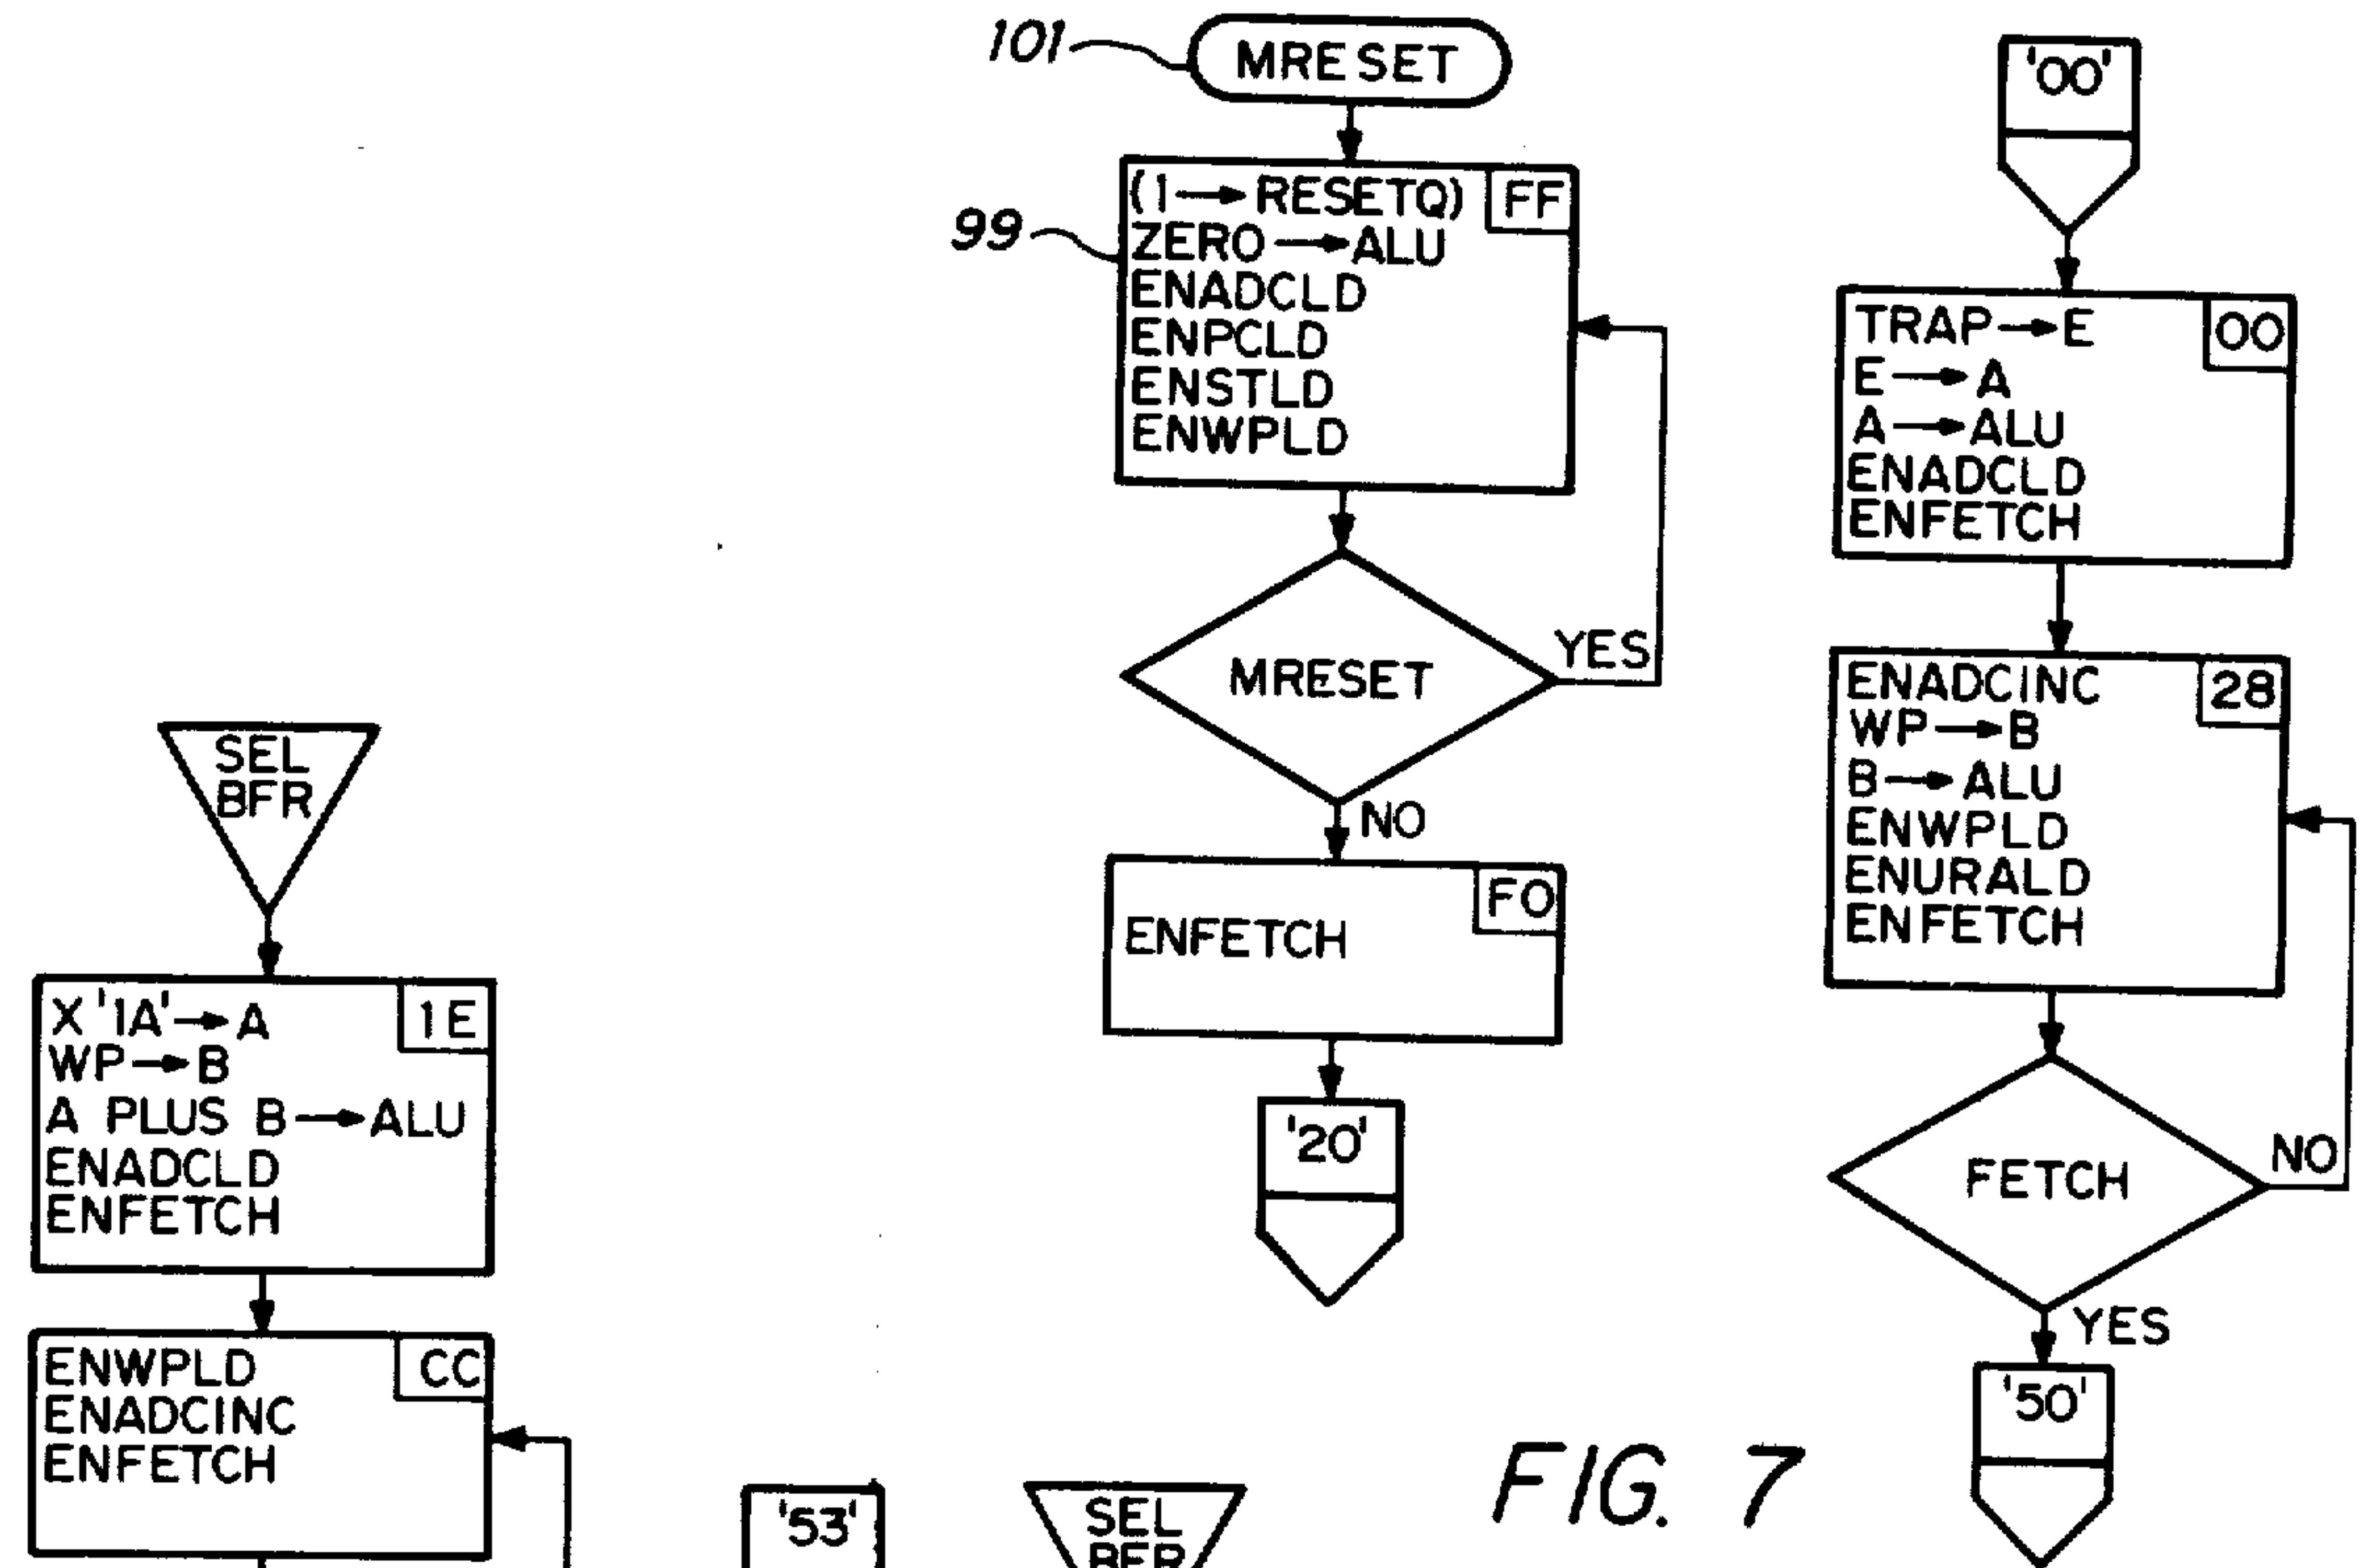 101
MRESET
(1→RESETQ)
FF
99
ZERO→ALU
ENADCLD
ENPCLD
ENSTLD
ENWPLD
MRESET
YES
NO
F0
ENFETCH
'20'
'00'
TRAP→E
00
E→A
A→ALU
ENADCLD
ENFETCH
ENADCINC
28
WP→B
B→ALU
ENWPLD
ENURALD
ENFETCH
FETCH
NO
YES
'50'
SEL
BFR
X'1A'→A
1E
WP→B
A PLUS B→ALU
ENADCLD
ENFETCH
ENWPLD
CC
ENADCINC
ENFETCH
'53'
SEL
BFR
FIG. 7